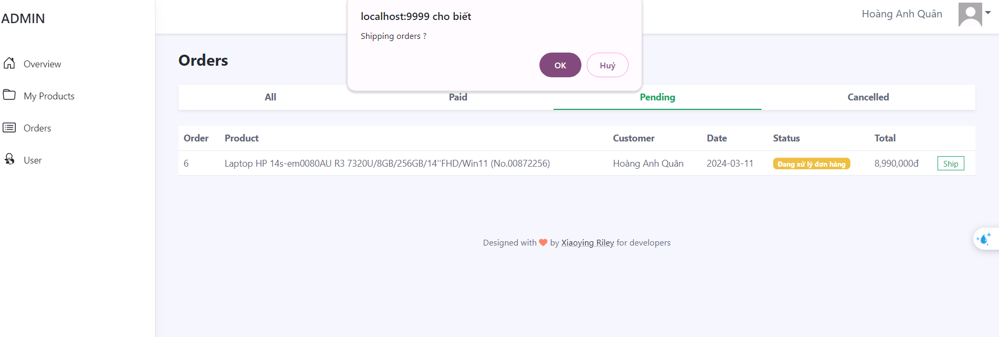 ADMIN
Overview
My Products
Orders
User
localhost:9999 cho biết
Shipping orders ?
OK
Huỷ
Hoàng Anh Quân
Orders
All Paid Pending Cancelled
Order Product Customer Date Status Total
6 Laptop HP 14s-em0080AU R3 7320U/8GB/256GB/14''FHD/Win11 (No.00872256) Hoàng Anh Quân 2024-03-11 Đang xử lý đơn hàng 8,990,000đ Ship
Designed with by Xiaoying Riley for developers